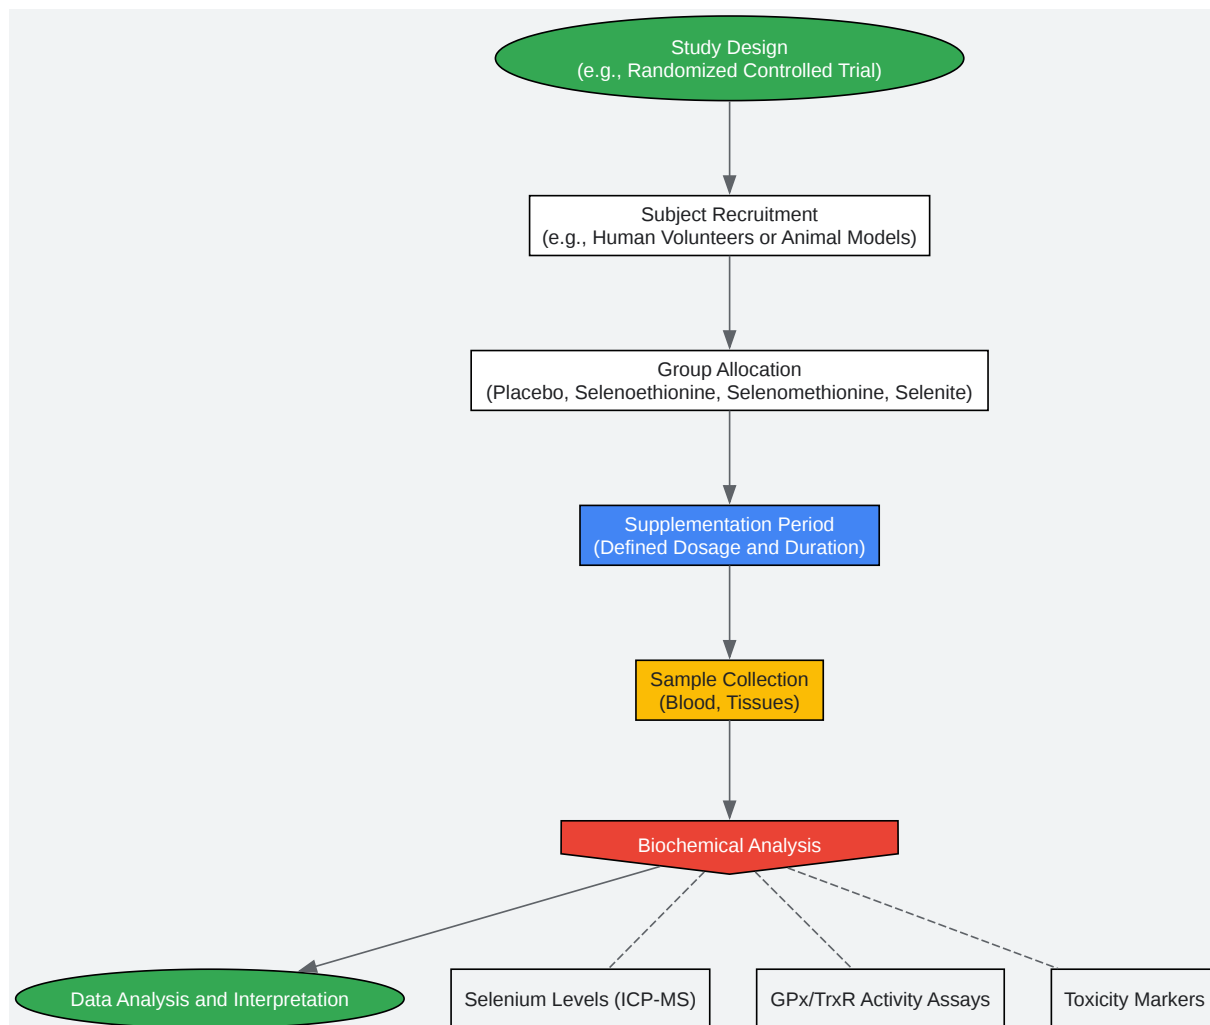 Study Design
(e.g., Randomized Controlled Trial)
Subject Recruitment
(e.g., Human Volunteers or Animal Models)
Group Allocation
(Placebo, Selenoethionine, Selenomethionine, Selenite)
Supplementation Period
(Defined Dosage and Duration)
Sample Collection
(Blood, Tissues)
Biochemical Analysis
Data Analysis and Interpretation
Selenium Levels (ICP-MS)
GPx/TrxR Activity Assays
Toxicity Markers